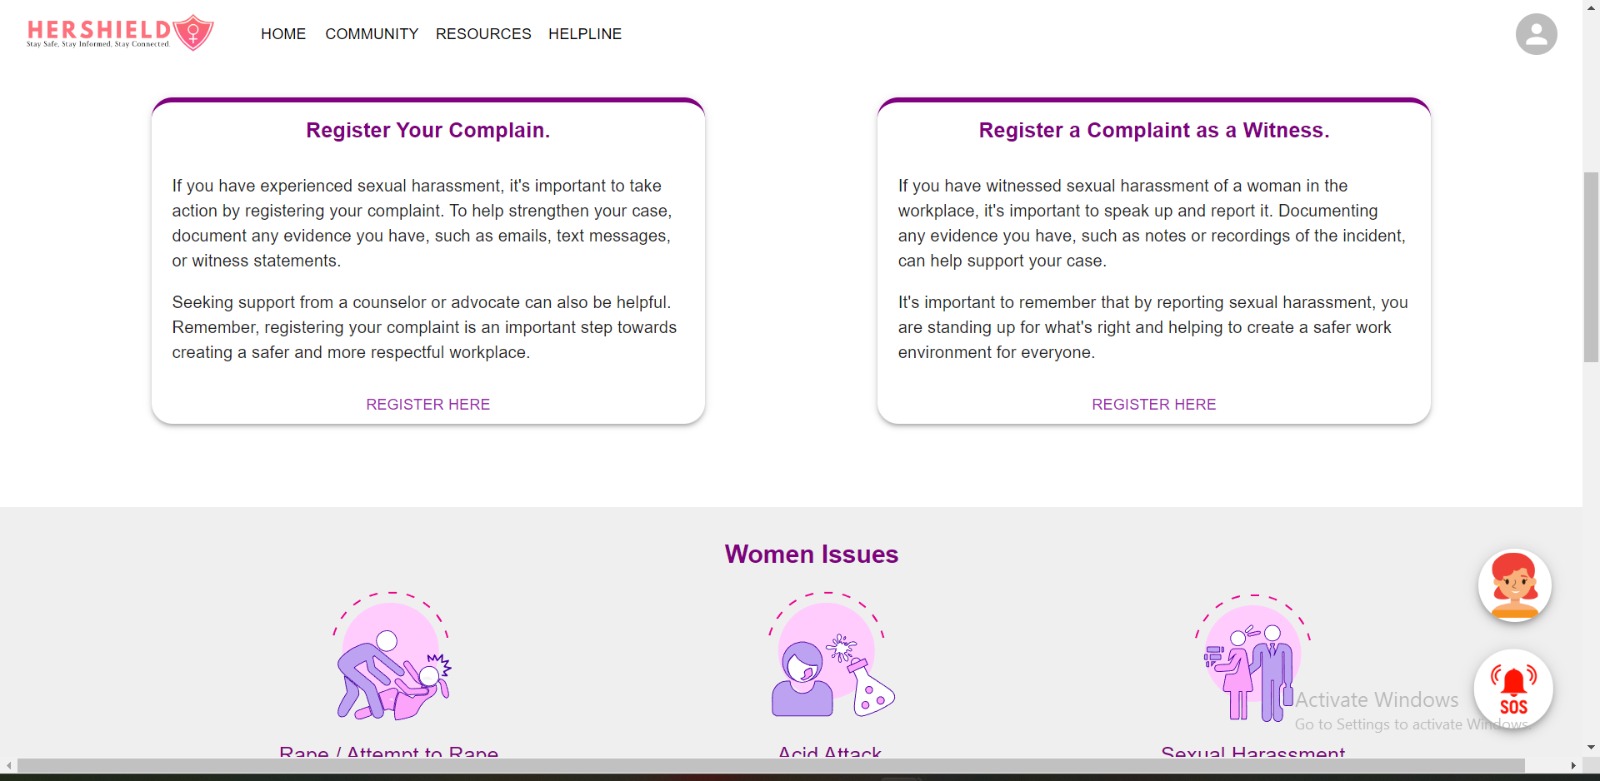 HERSHIELD
Stay Safe, Stay Informed, Stay Connected.
HOME COMMUNITY RESOURCES HELPLINE
Register Your Complain.
If you have experienced sexual harassment, it's important to take
action by registering your complaint. To help strengthen your case,
document any evidence you have, such as emails, text messages,
or witness statements.
Seeking support from a counselor or advocate can also be helpful.
Remember, registering your complaint is an important step towards
creating a safer and more respectful workplace.
REGISTER HERE
Register a Complaint as a Witness.
If you have witnessed sexual harassment of a woman in the
workplace, it's important to speak up and report it. Documenting
any evidence you have, such as notes or recordings of the incident,
can help support your case.
It's important to remember that by reporting sexual harassment, you
are standing up for what's right and helping to create a safer work
environment for everyone.
REGISTER HERE
Women Issues
Rape / Attempt to Rape
Acid Attack
Sexual Harassment
SOS
Activate Windows
Go to Settings to activate Windows.